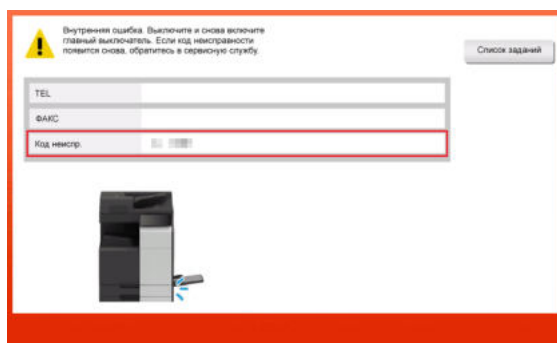 Внутренняя ошибка. Выключите и снова включите
главный выключатель. Если код неисправности
появится снова, обратитесь в сервисную службу.
Список заданий
TEL
ФАКС
Код неиспр.